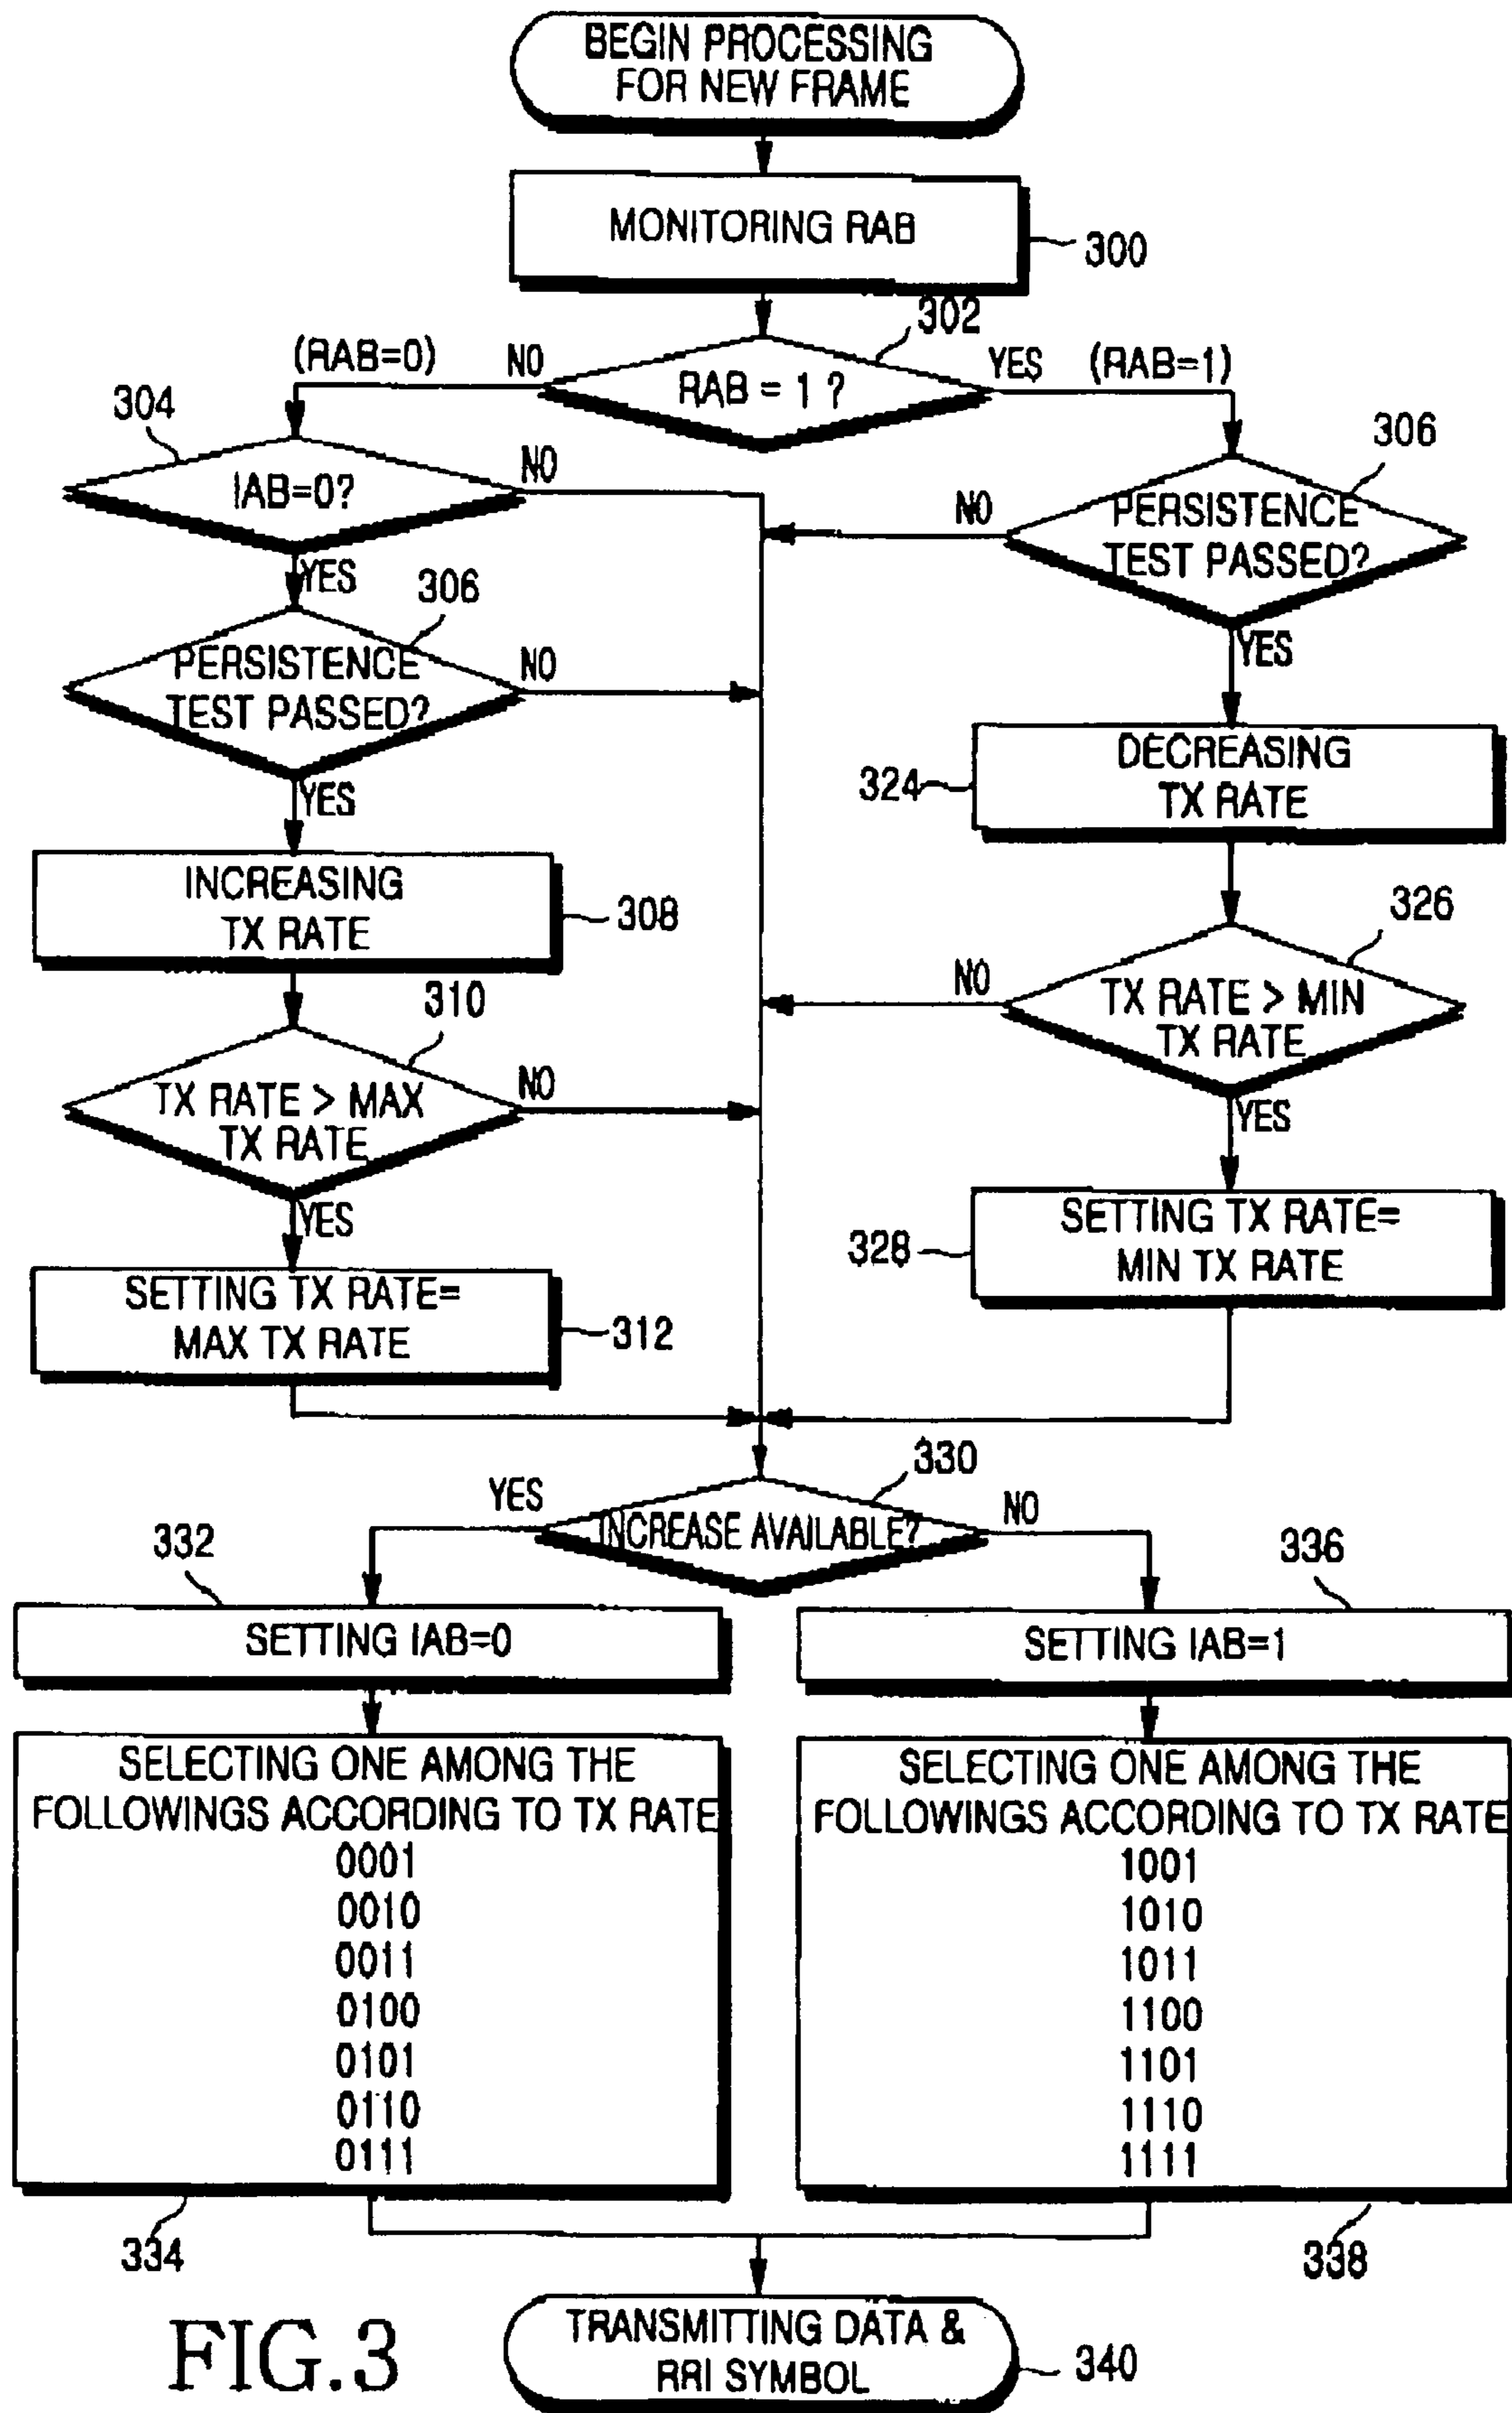 BEGIN PROCESSING
FOR NEW FRAME
MONITORING RAB
300
302
(RAB=0)
NO
RAB = 1 ?
YES
(RAB=1)
304
IAB=0?
NO
YES
306
PERSISTENCE
TEST PASSED?
NO
YES
306
PERSISTENCE
TEST PASSED?
NO
YES
INCREASING
TX RATE
308
DECREASING
TX RATE
324
310
TX RATE > MAX
TX RATE
NO
YES
326
TX RATE > MIN
TX RATE
NO
YES
SETTING TX RATE=
MAX TX RATE
312
SETTING TX RATE=
MIN TX RATE
328
330
YES
INCREASE AVAILABLE?
NO
332
SETTING IAB=0
336
SETTING IAB=1
SELECTING ONE AMONG THE
FOLLOWINGS ACCORDING TO TX RATE
0001
0010
0011
0100
0101
0110
0111
334
SELECTING ONE AMONG THE
FOLLOWINGS ACCORDING TO TX RATE
1001
1010
1011
1100
1101
1110
1111
338
TRANSMITTING DATA &
RRI SYMBOL
340
FIG.3